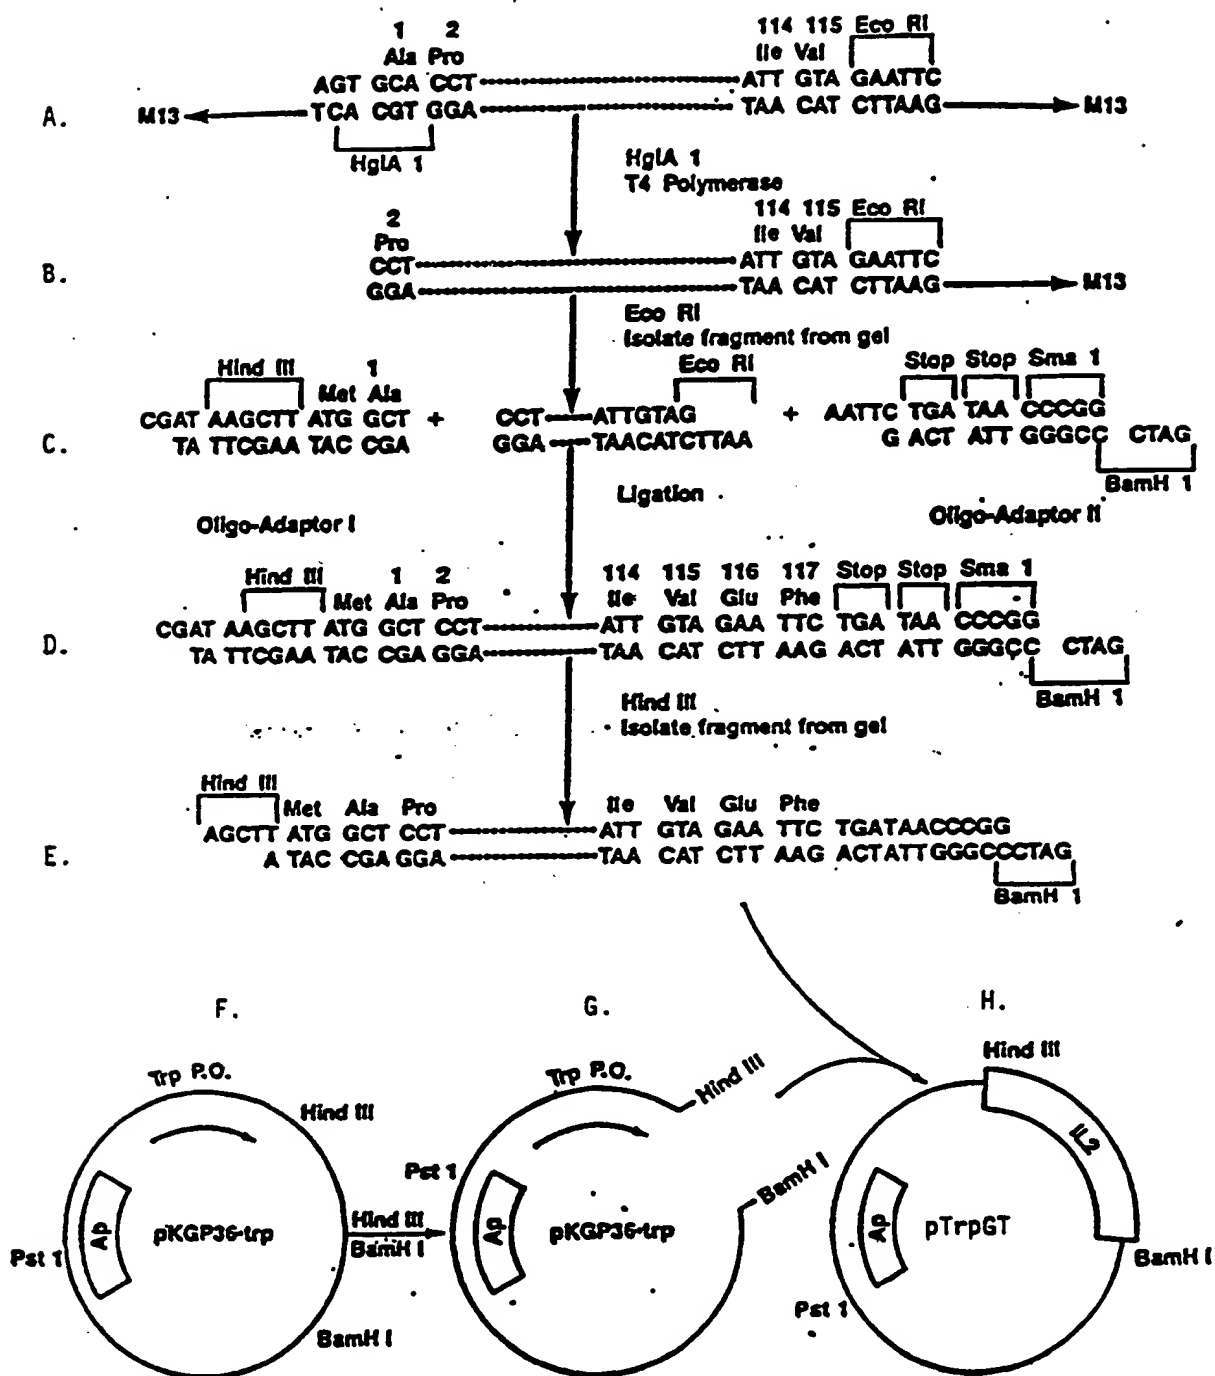 1 2 114 115 Eco RI
Ala Pro Ile Val
AGT GCA CCT ATT GTA GAATTC
A. M13 TCA CGT GGA TAA CAT CTTAAG M13
HgiA 1
HgiA 1
T4 Polymerase
2 114 115 Eco RI
Pro Ile Val
CCT ATT GTA GAATTC
B. GGA TAA CAT CTTAAG M13
Eco RI
Isolate fragment from gel
Hind III 1 Eco RI Stop Stop Sma 1
Met Ala
CGAT AAGCTT ATG GCT + CCT ATTGTAG + AATTC TGA TAA CCCGG
C. TA TTCGAA TAC CGA GGA TAACATCTTAA G ACT ATT GGGCC CTAG
BamH 1
Ligation
Oligo-Adaptor I Oligo-Adaptor II
Hind III 1 2 114 115 116 117 Stop Stop Sma 1
Met Ala Pro Ile Val Glu Phe
CGAT AAGCTT ATG GCT CCT ATT GTA GAA TTC TGA TAA CCCGG
D. TA TTCGAA TAC CGA GGA TAA CAT CTT AAG ACT ATT GGGCC CTAG
BamH 1
Hind III
Isolate fragment from gel
Hind III
Met Ala Pro Ile Val Glu Phe
AGCTT ATG GCT CCT ATT GTA GAA TTC TGATAACCCGG
E. A TAC CGA GGA TAA CAT CTT AAG ACTATTGGGCCCTAG
BamH 1
F. G. H.
Trp P.O.
Hind III
Ap
pKGP36-trp
Pst 1
BamH I
Hind III
BamH I
Trp P.O.
Hind III
Pst 1
Ap
pKGP36-trp
BamH I
Hind III
IL2
Ap
pTrpGT
BamH I
Pst 1